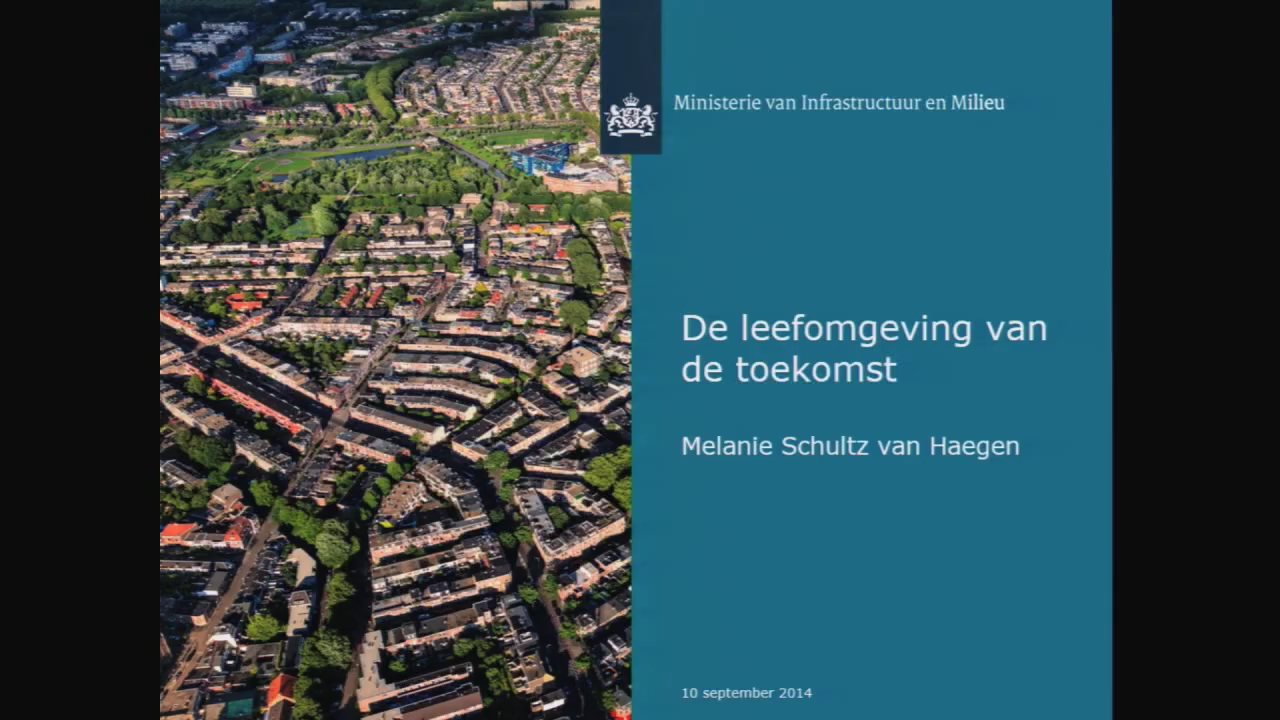 Ministerie van Infrastructuur en Milieu
De leefomgeving van
de toekomst
Melanie Schultz van Haegen
10 september 2014